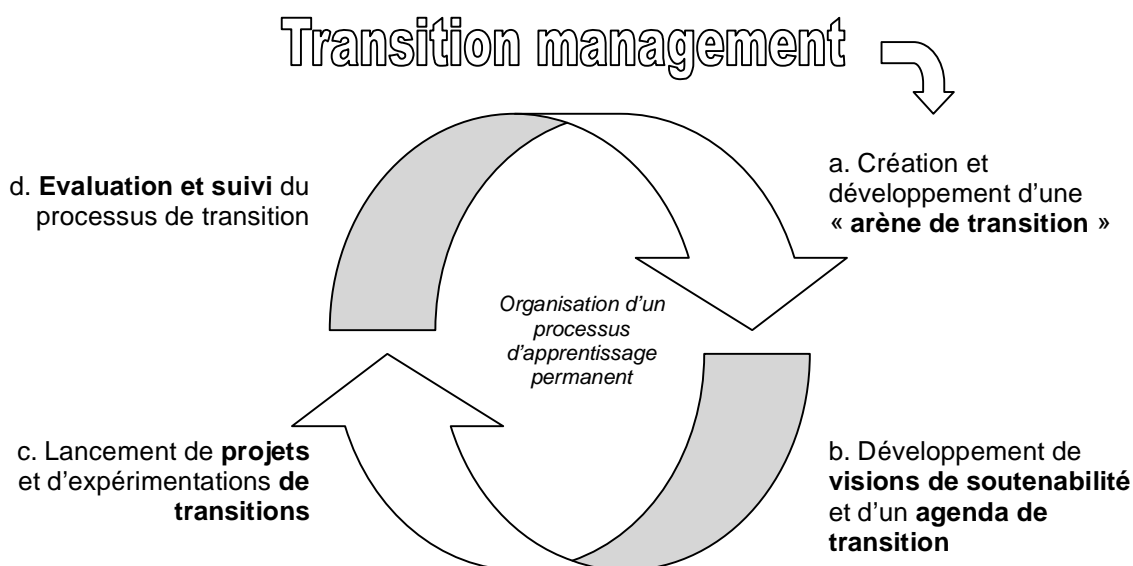 Transition management
a. Création et
développement d’une
« arène de transition »
b. Développement de
visions de soutenabilité
et d’un agenda de
transition
c. Lancement de projets
et d’expérimentations de
transitions
d. Evaluation et suivi du
processus de transition
Organisation d’un
processus
d’apprentissage
permanent